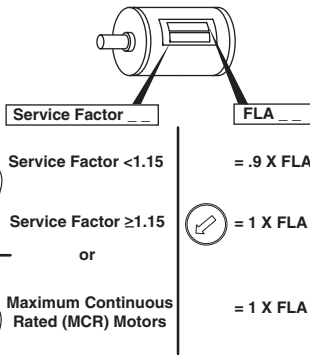 Service Factor _ _
FLA _ _
Service Factor <1.15
= .9 X FLA
Service Factor ≥1.15
= 1 X FLA
or
Maximum Continuous
Rated (MCR) Motors
= 1 X FLA